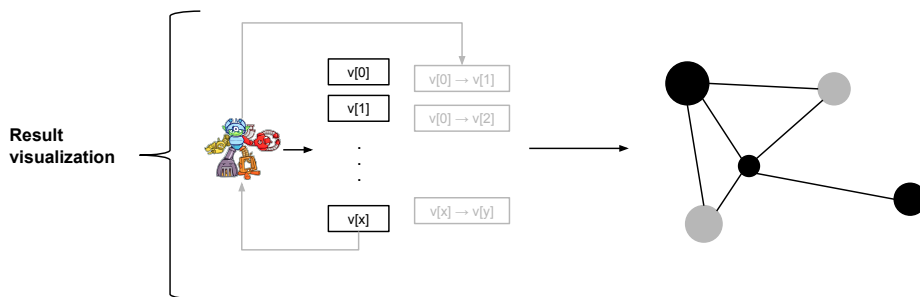 Result
visualization
v[0]
v[0] → v[1]
v[1]
v[0] → v[2]
.
.
.
v[x]
v[x] → v[y]